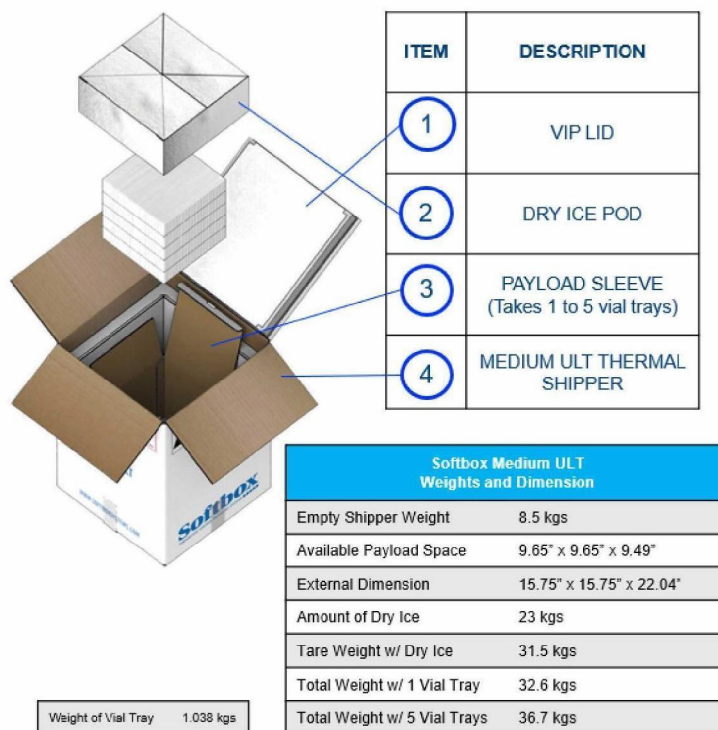 ITEM DESCRIPTION
1 VIP LID
2 DRY ICE POD
3 PAYLOAD SLEEVE
(Takes 1 to 5 vial trays)
4 MEDIUM ULT THERMAL
SHIPPER
softbox
Softbox Medium ULT
Weights and Dimension
Empty Shipper Weight 8.5 kgs
Available Payload Space 9.65" x 9.65" x 9.49"
External Dimension 15.75" x 15.75" x 22.04"
Amount of Dry Ice 23 kgs
Tare Weight w/ Dry Ice 31.5 kgs
Total Weight w/ 1 Vial Tray 32.6 kgs
Total Weight w/ 5 Vial Trays 36.7 kgs
Weight of Vial Tray 1.038 kgs